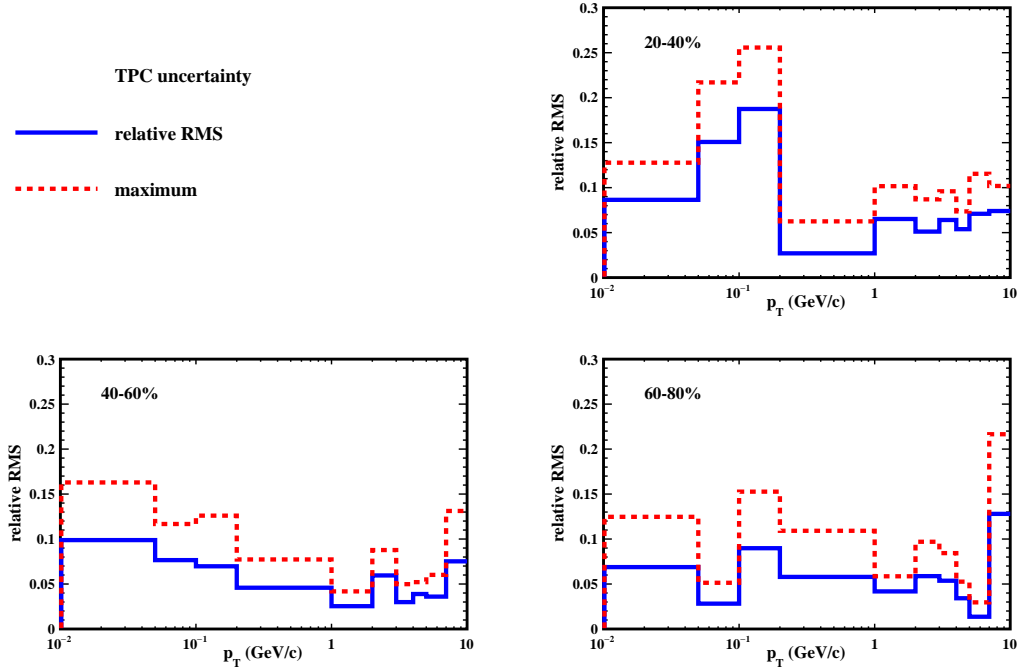 TPC uncertainty
relative RMS
maximum
20-40%
relative RMS
0.3
0.25
0.2
0.15
0.1
0.05
0
10⁻² 10⁻¹ 1 10
p_T (GeV/c)
40-60%
relative RMS
0.3
0.25
0.2
0.15
0.1
0.05
0
10⁻² 10⁻¹ 1 10
p_T (GeV/c)
60-80%
relative RMS
0.3
0.25
0.2
0.15
0.1
0.05
0
10⁻² 10⁻¹ 1 10
p_T (GeV/c)